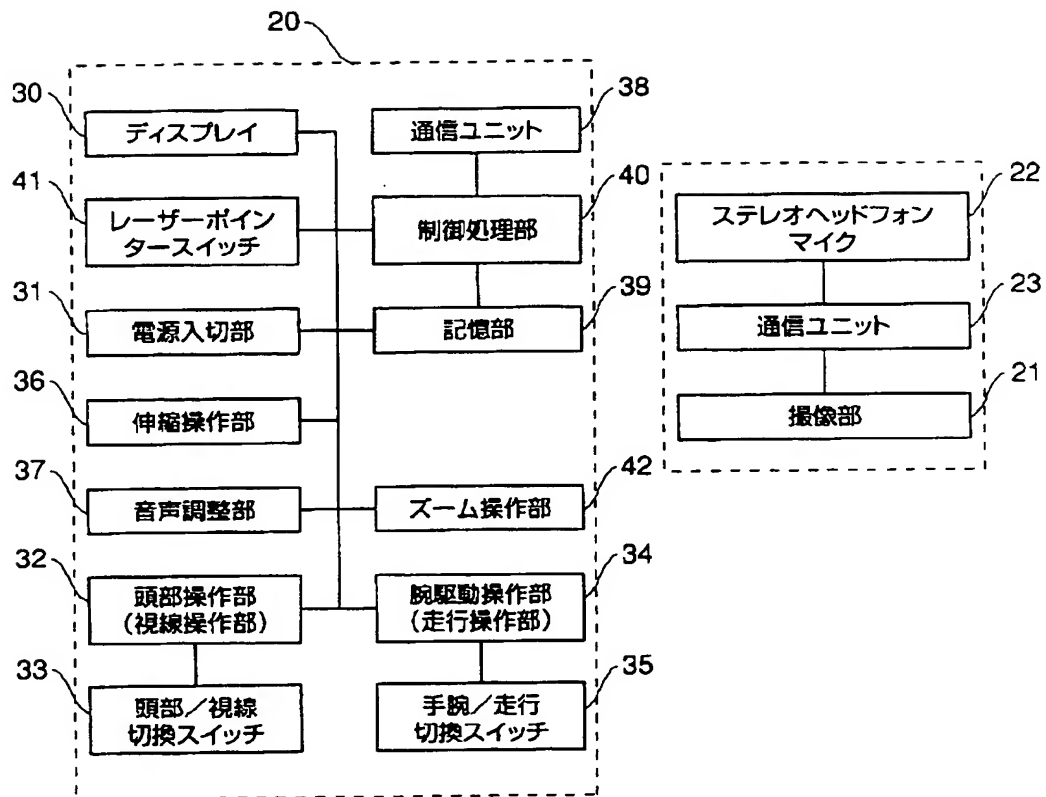 20
30
ディスプレイ
38
通信ユニット
41
レーザーポイン
タースイッチ
40
制御処理部
31
電源入切部
39
記憶部
36
伸縮操作部
37
音声調整部
42
ズーム操作部
32
頭部操作部
(視線操作部)
34
腕駆動操作部
(走行操作部)
33
頭部/視線
切換スイッチ
35
手腕/走行
切換スイッチ
22
ステレオヘッドフォン
マイク
23
通信ユニット
21
撮像部